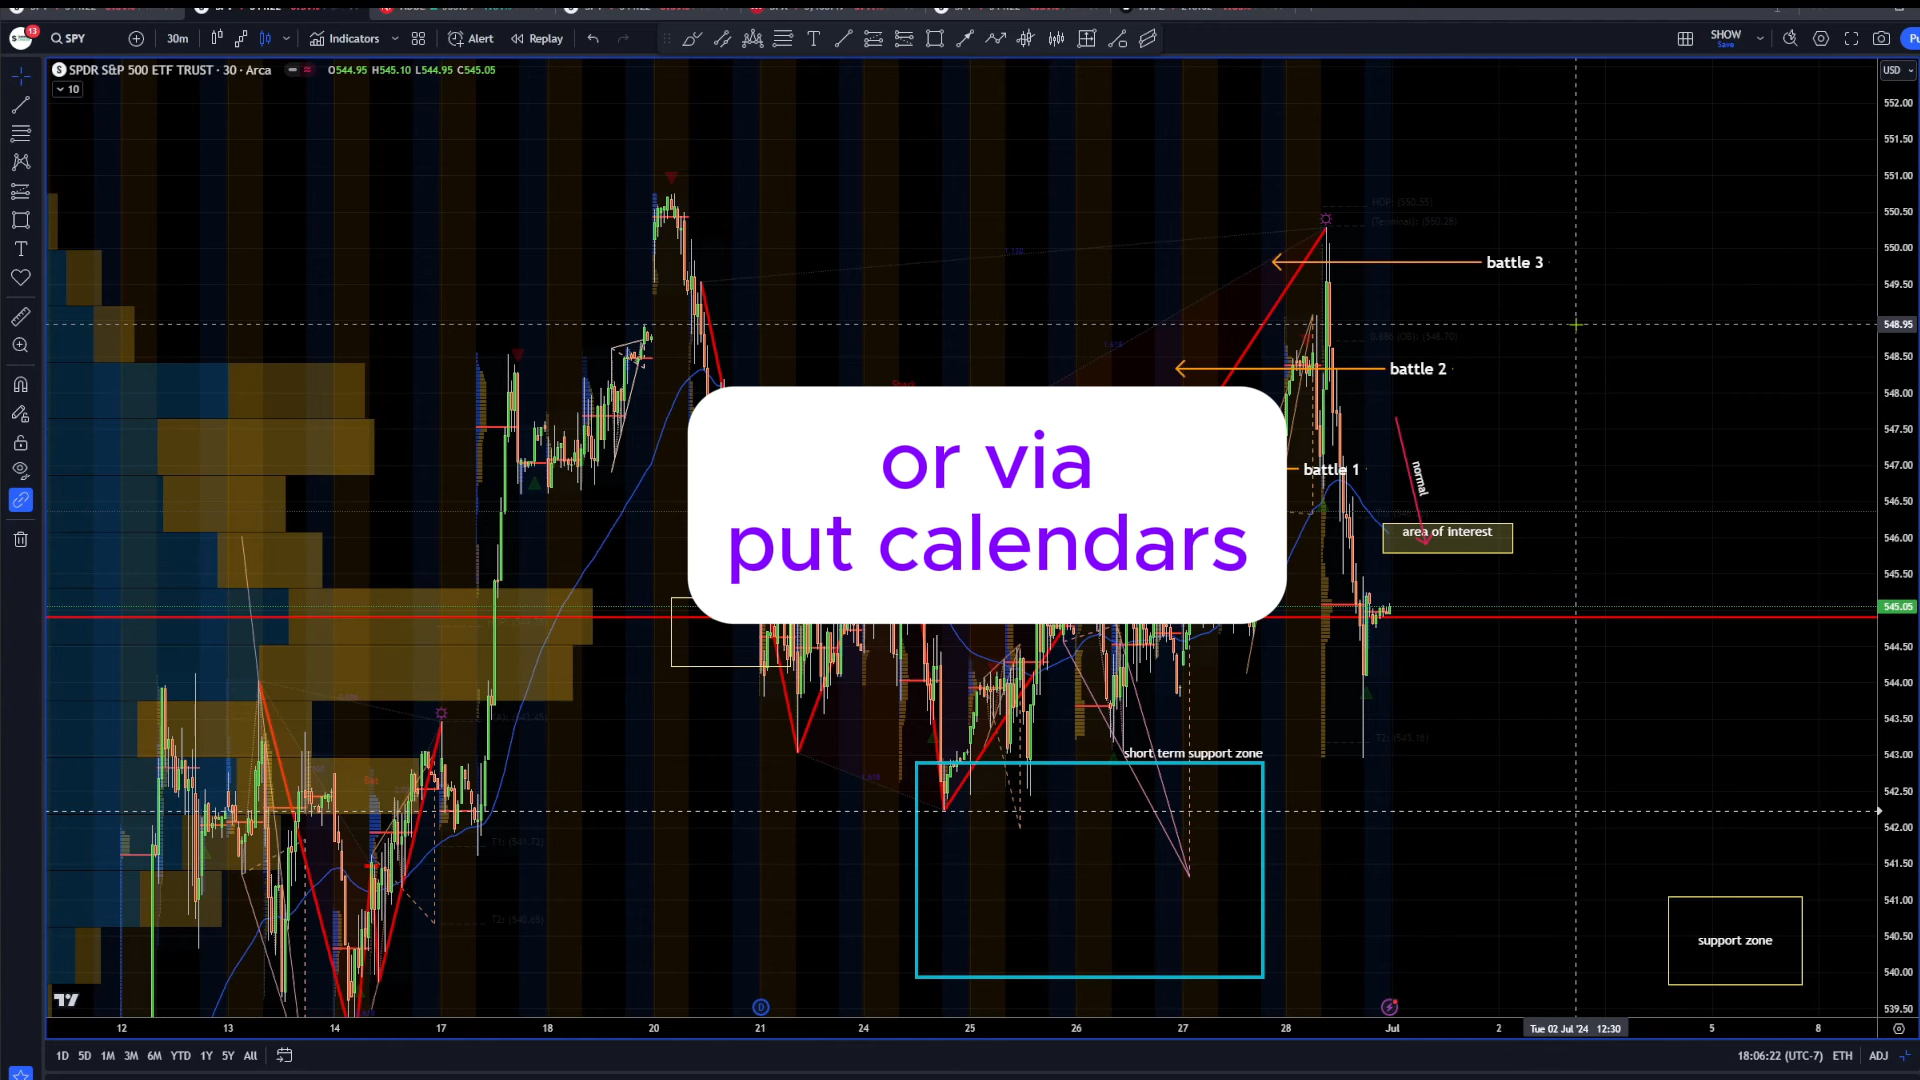 SPY
30m
Indicators
Alert
Replay
SHOW
Save
13
SPDR S&P 500 ETF TRUST · 30 · Arca
O544.95 H545.10 L544.95 C545.05
10
USD
552.00
551.50
551.00
550.50
550.00
549.50
548.95
548.50
548.00
547.50
547.00
546.50
546.00
545.50
545.05
544.50
544.00
543.50
543.00
542.50
542.00
541.50
541.00
540.50
540.00
539.50
battle 3
battle 2
battle 1
normal
area of interest
or via
put calendars
short term support zone
support zone
12 13 14 17 18 20 21 24 25 26 27 28 Jul 2 Tue 02 Jul '24 12:30 5 8
1D 5D 1M 3M 6M YTD 1Y 5Y All
18:06:22 (UTC-7) ETH ADJ